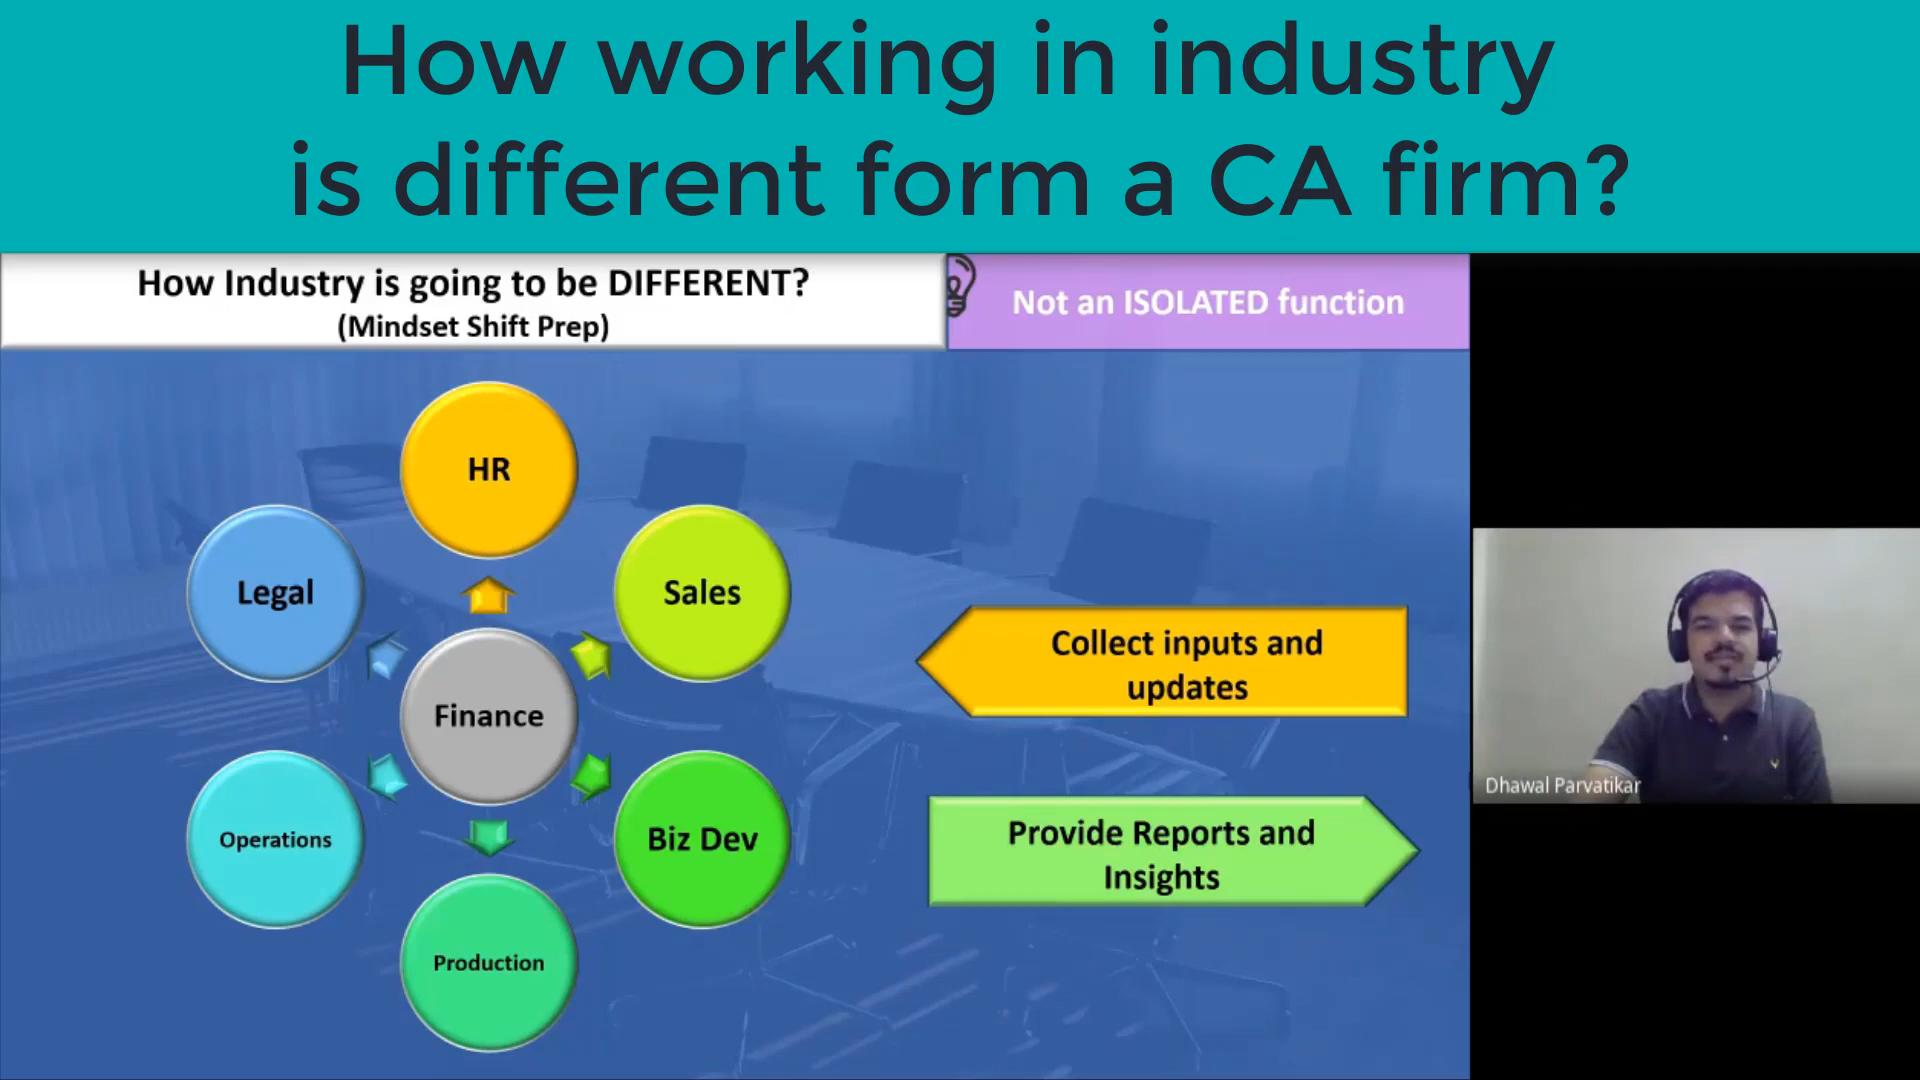 How working in industry
is different form a CA firm?
How Industry is going to be DIFFERENT?
(Mindset Shift Prep)
Not an ISOLATED function
HR
Legal
Sales
Finance
Operations
Biz Dev
Production
Collect inputs and
updates
Provide Reports and
Insights
Dhawal Parvatikar